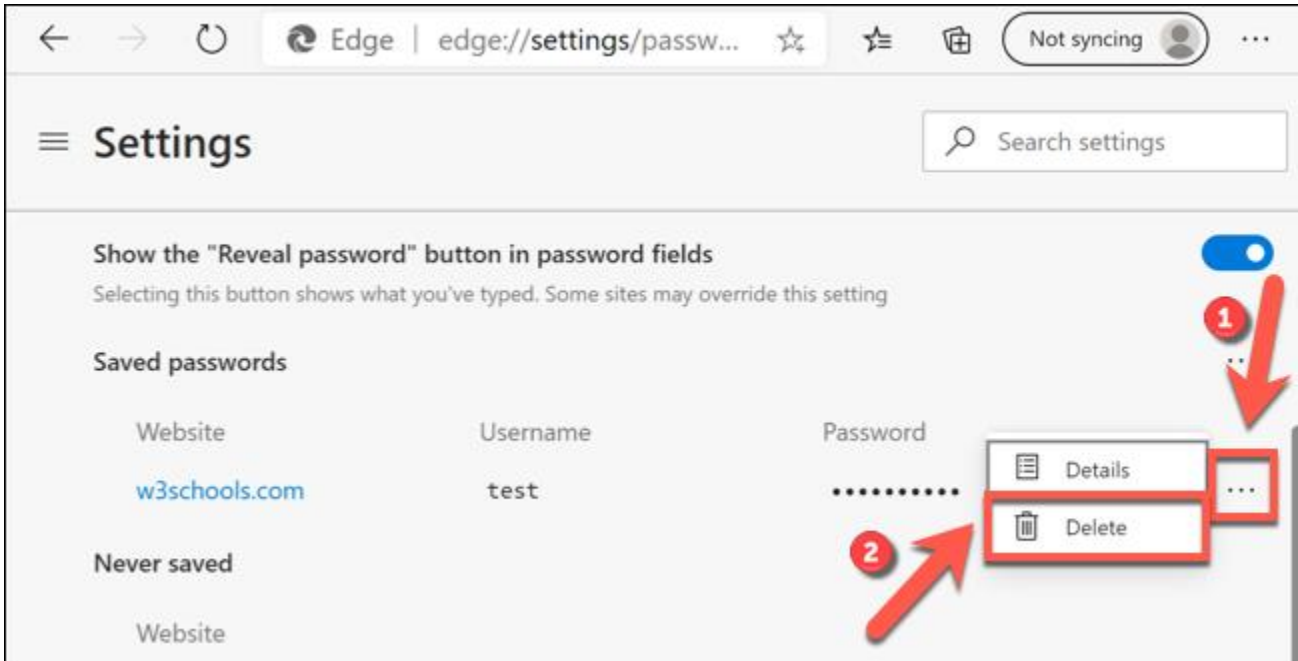 Edge | edge://settings/passw... Not syncing ...
Settings
Search settings
Show the "Reveal password" button in password fields
Selecting this button shows what you've typed. Some sites may override this setting
1
Saved passwords
Website Username Password
Details
w3schools.com test •••••••••• ...
Delete
2
Never saved
Website